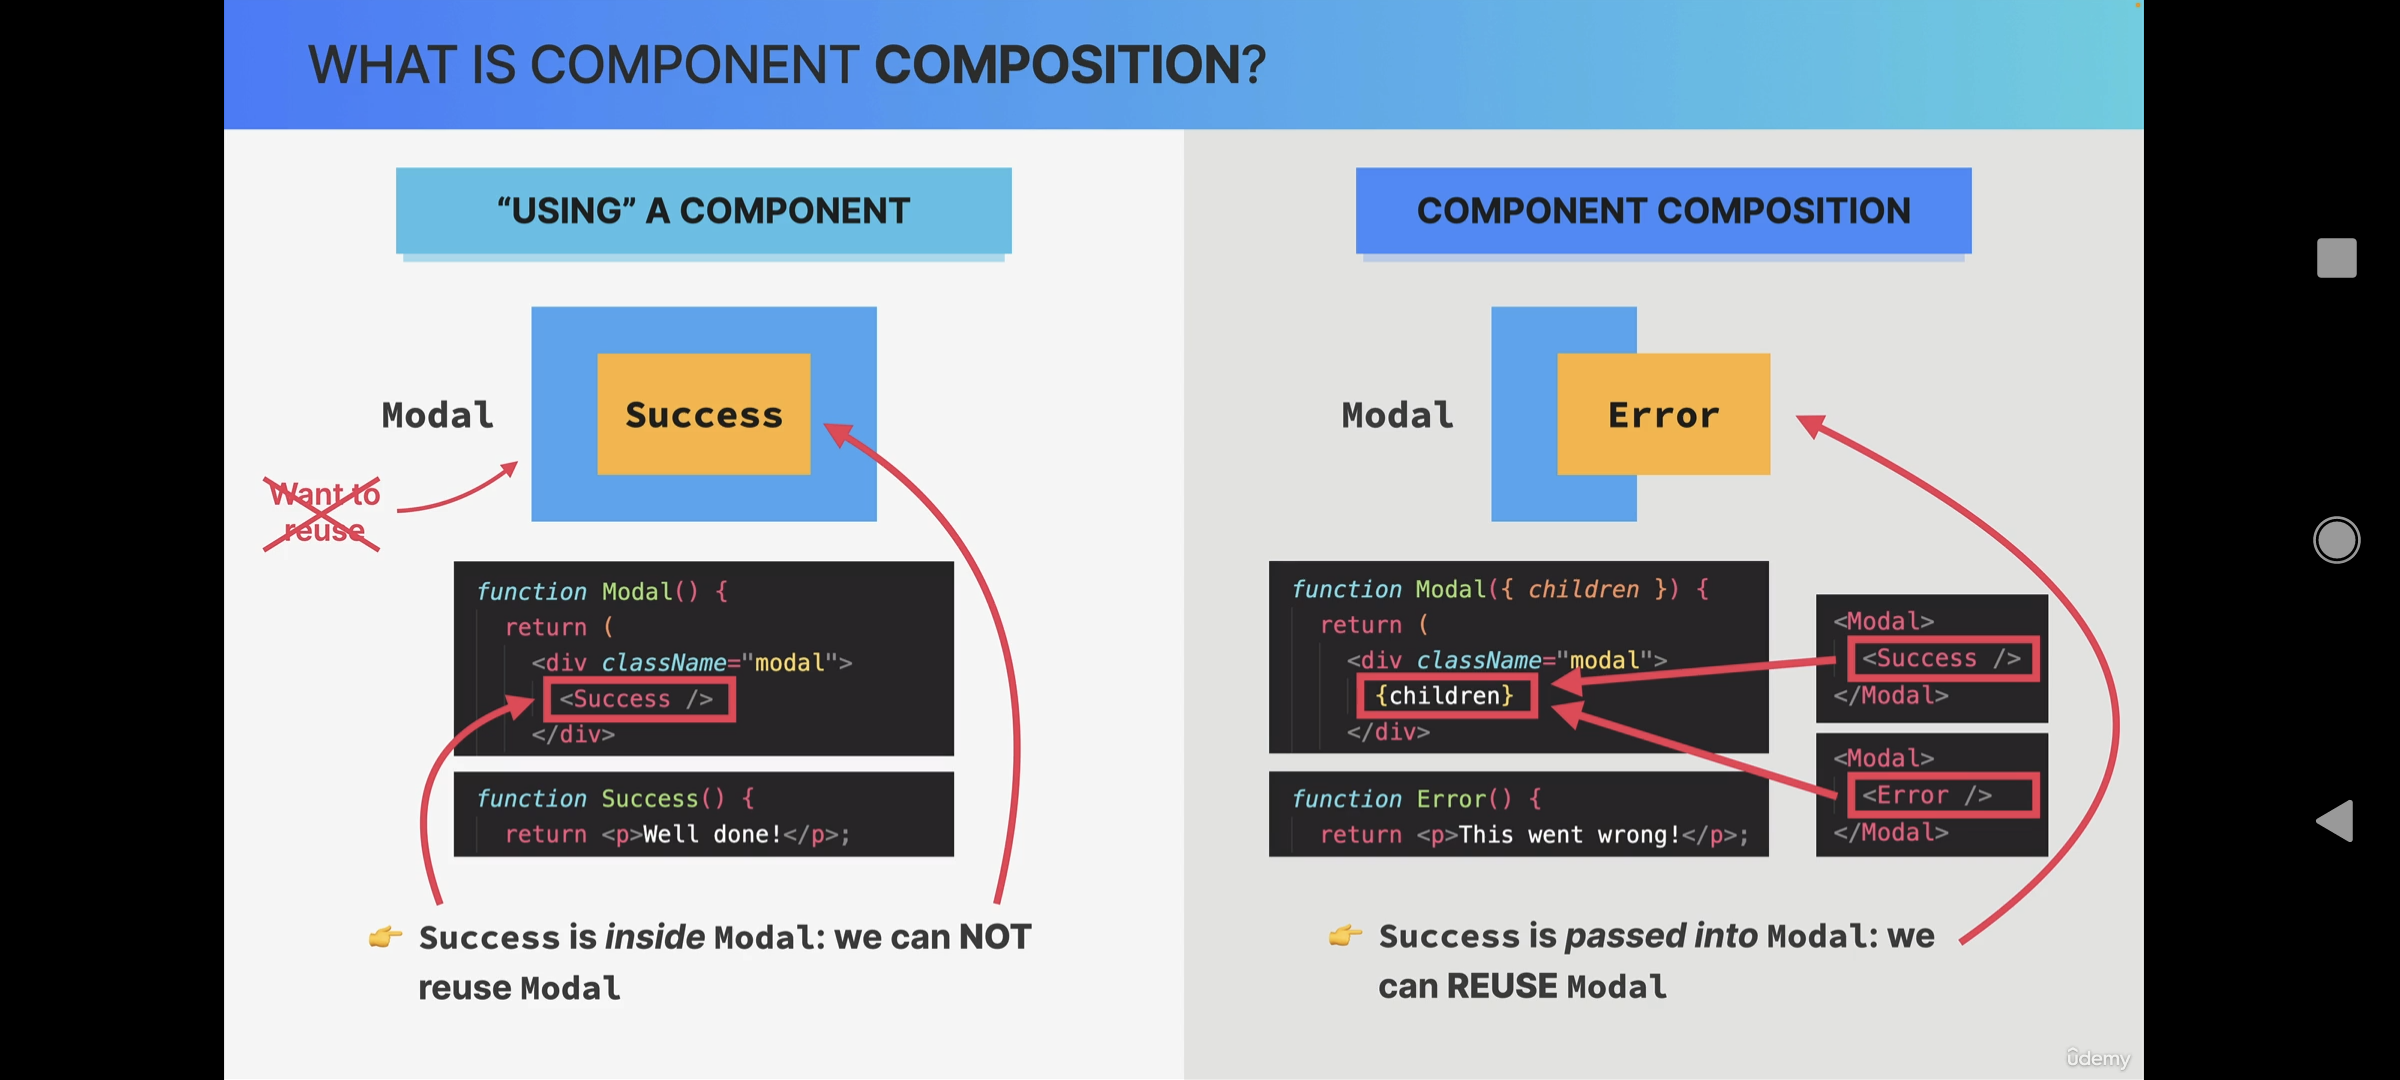 WHAT IS COMPONENT COMPOSITION?
“USING” A COMPONENT
Modal
Success
Want to
reuse
function Modal() {
return (
<div className="modal">
<Success />
</div>
function Success() {
return <p>Well done!</p>;
👉 Success is inside Modal: we can NOT
reuse Modal
COMPONENT COMPOSITION
Modal
Error
function Modal({ children }) {
return (
<div className="modal">
{children}
</div>
function Error() {
return <p>This went wrong!</p>;
<Modal>
<Success />
</Modal>
<Modal>
<Error />
</Modal>
👉 Success is passed into Modal: we
can REUSE Modal
ûdemy